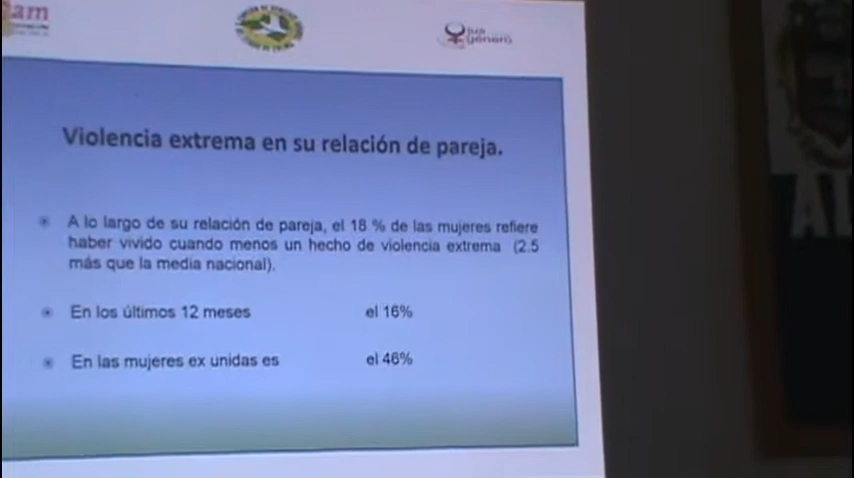 am
ius
género
Violencia extrema en su relación de pareja.
A lo largo de su relación de pareja, el 18 % de las mujeres refiere
haber vivido cuando menos un hecho de violencia extrema (2.5
más que la media nacional).
En los últimos 12 meses el 16%
En las mujeres ex unidas es el 46%
AL